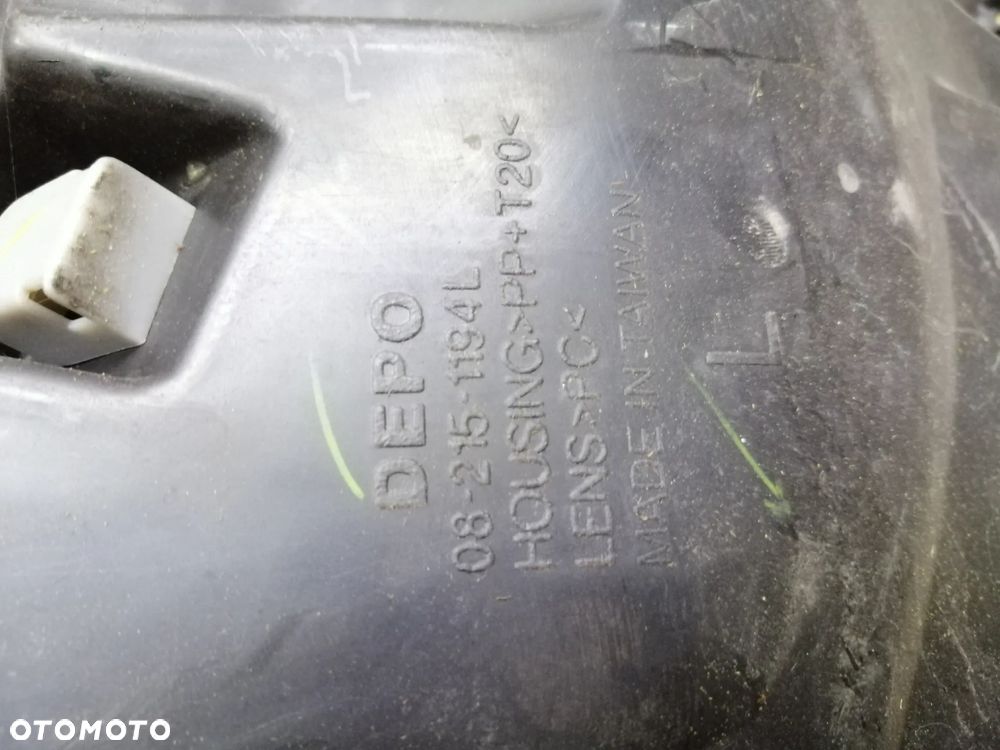 DEPO
08-215-1194L
HOUSING>PP+T20<
LENS>PC<
MADE IN TAIWAN
L
OTOMOTO